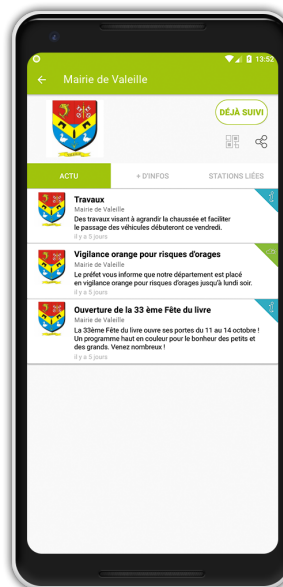 13:52
Mairie de Valeille
DÉJÀ SUIVI
ACTU + D'INFOS STATIONS LIÉES
Travaux
Mairie de Valeille
Des travaux visant à agrandir la chaussée et faciliter
le passage des véhicules débuteront ce vendredi.
il y a 5 jours
Vigilance orange pour risques d'orages
Mairie de Valeille
Le préfet vous informe que notre département est placé
en vigilance orange pour risques d'orages jusqu'à lundi soir.
il y a 5 jours
Ouverture de la 33 ème Fête du livre
Mairie de Valeille
La 33ème Fête du livre ouvre ses portes du 11 au 14 octobre !
Un programme haut en couleur pour le bonheur des petits et
des grands. Venez nombreux !
il y a 5 jours